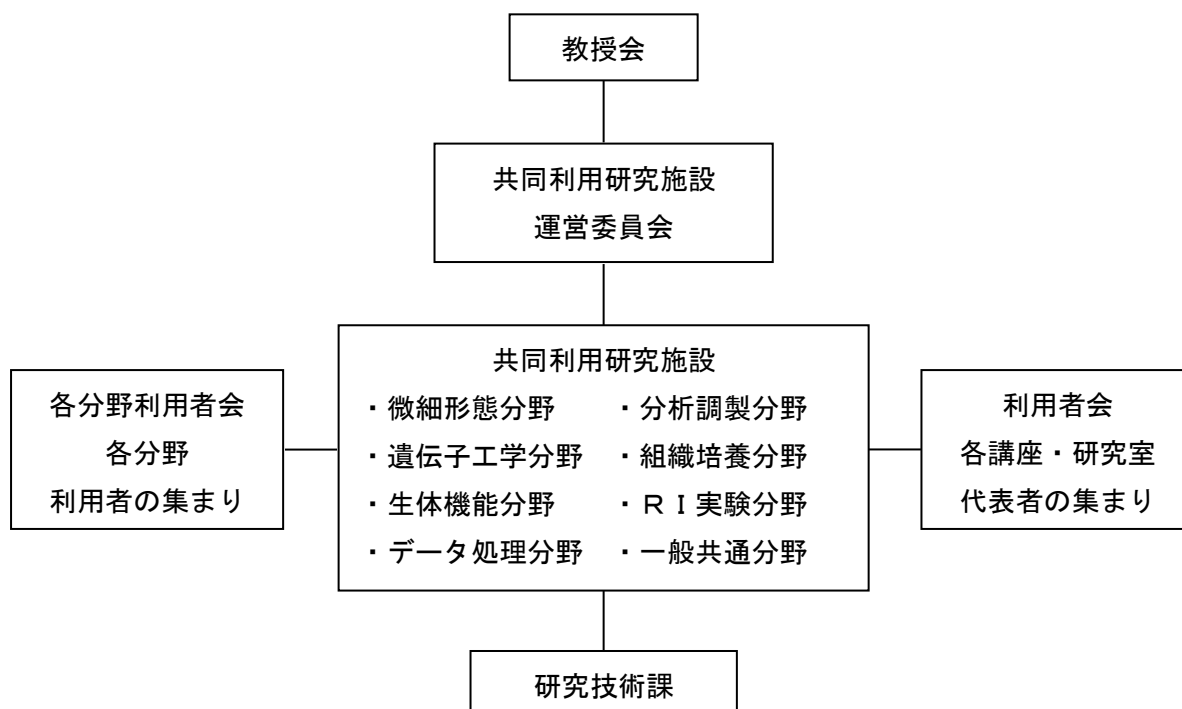 教授会
共同利用研究施設
運営委員会
共同利用研究施設
・微細形態分野　・分析調製分野
・遺伝子工学分野　・組織培養分野
・生体機能分野　・ＲＩ実験分野
・データ処理分野　・一般共通分野
各分野利用者会
各分野
利用者の集まり
利用者会
各講座・研究室
代表者の集まり
研究技術課